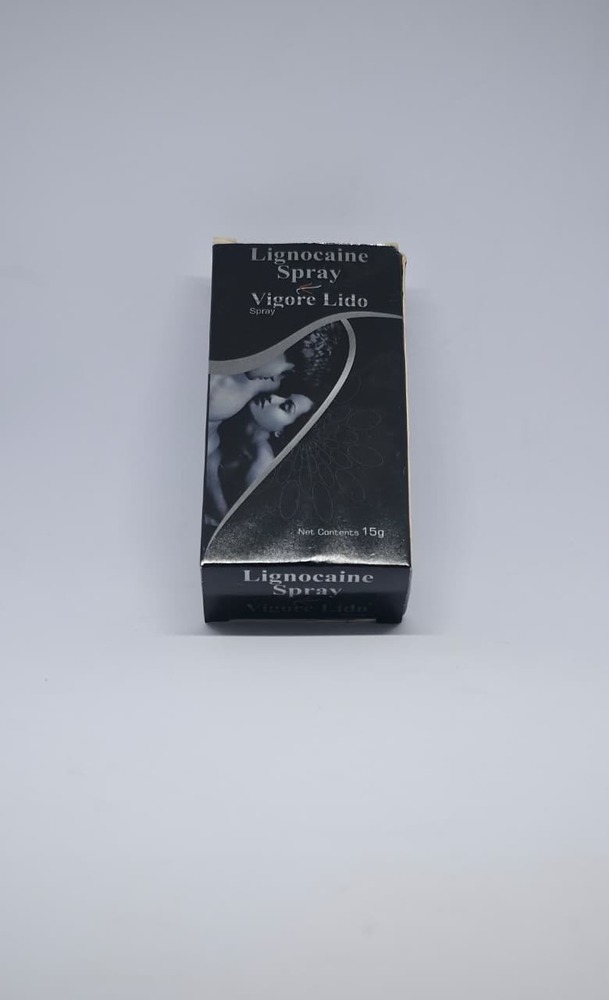 Lignocaine
Spray
Vigore Lido
Spray
Net Contents 15g
Lignocaine
Spray
Vigore Lido